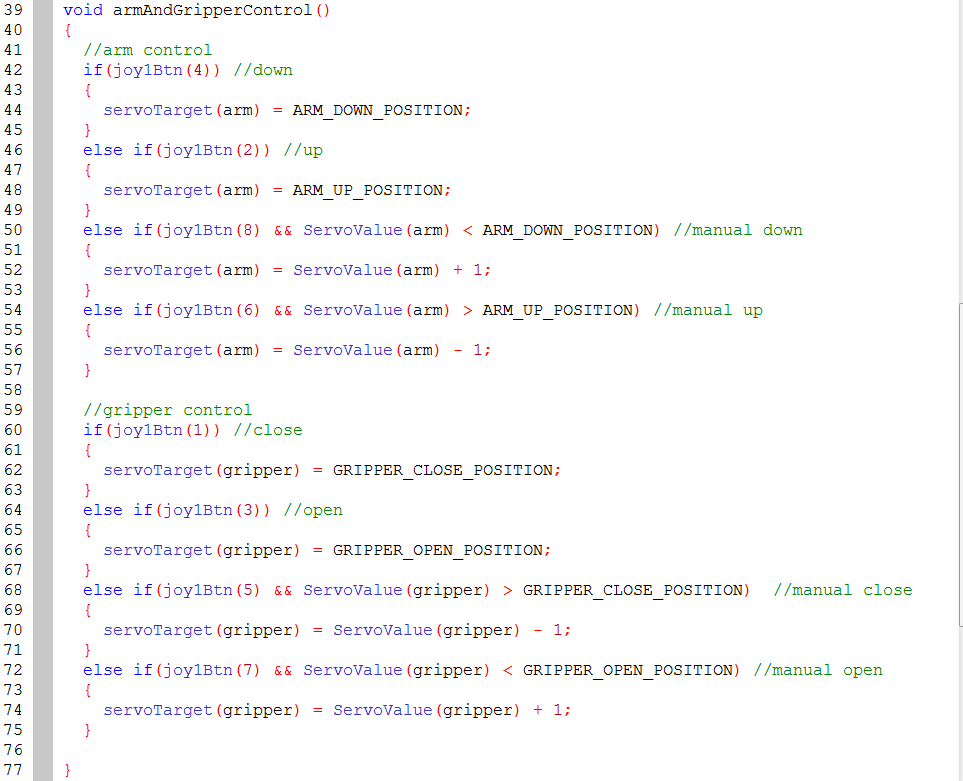 39 void armAndGripperControl()
40 {
41   //arm control
42   if(joy1Btn(4)) //down
43   {
44     servoTarget(arm) = ARM_DOWN_POSITION;
45   }
46   else if(joy1Btn(2)) //up
47   {
48     servoTarget(arm) = ARM_UP_POSITION;
49   }
50   else if(joy1Btn(8) && ServoValue(arm) < ARM_DOWN_POSITION) //manual down
51   {
52     servoTarget(arm) = ServoValue(arm) + 1;
53   }
54   else if(joy1Btn(6) && ServoValue(arm) > ARM_UP_POSITION) //manual up
55   {
56     servoTarget(arm) = ServoValue(arm) - 1;
57   }
58
59   //gripper control
60   if(joy1Btn(1)) //close
61   {
62     servoTarget(gripper) = GRIPPER_CLOSE_POSITION;
63   }
64   else if(joy1Btn(3)) //open
65   {
66     servoTarget(gripper) = GRIPPER_OPEN_POSITION;
67   }
68   else if(joy1Btn(5) && ServoValue(gripper) > GRIPPER_CLOSE_POSITION)  //manual close
69   {
70     servoTarget(gripper) = ServoValue(gripper) - 1;
71   }
72   else if(joy1Btn(7) && ServoValue(gripper) < GRIPPER_OPEN_POSITION) //manual open
73   {
74     servoTarget(gripper) = ServoValue(gripper) + 1;
75   }
76
77 }